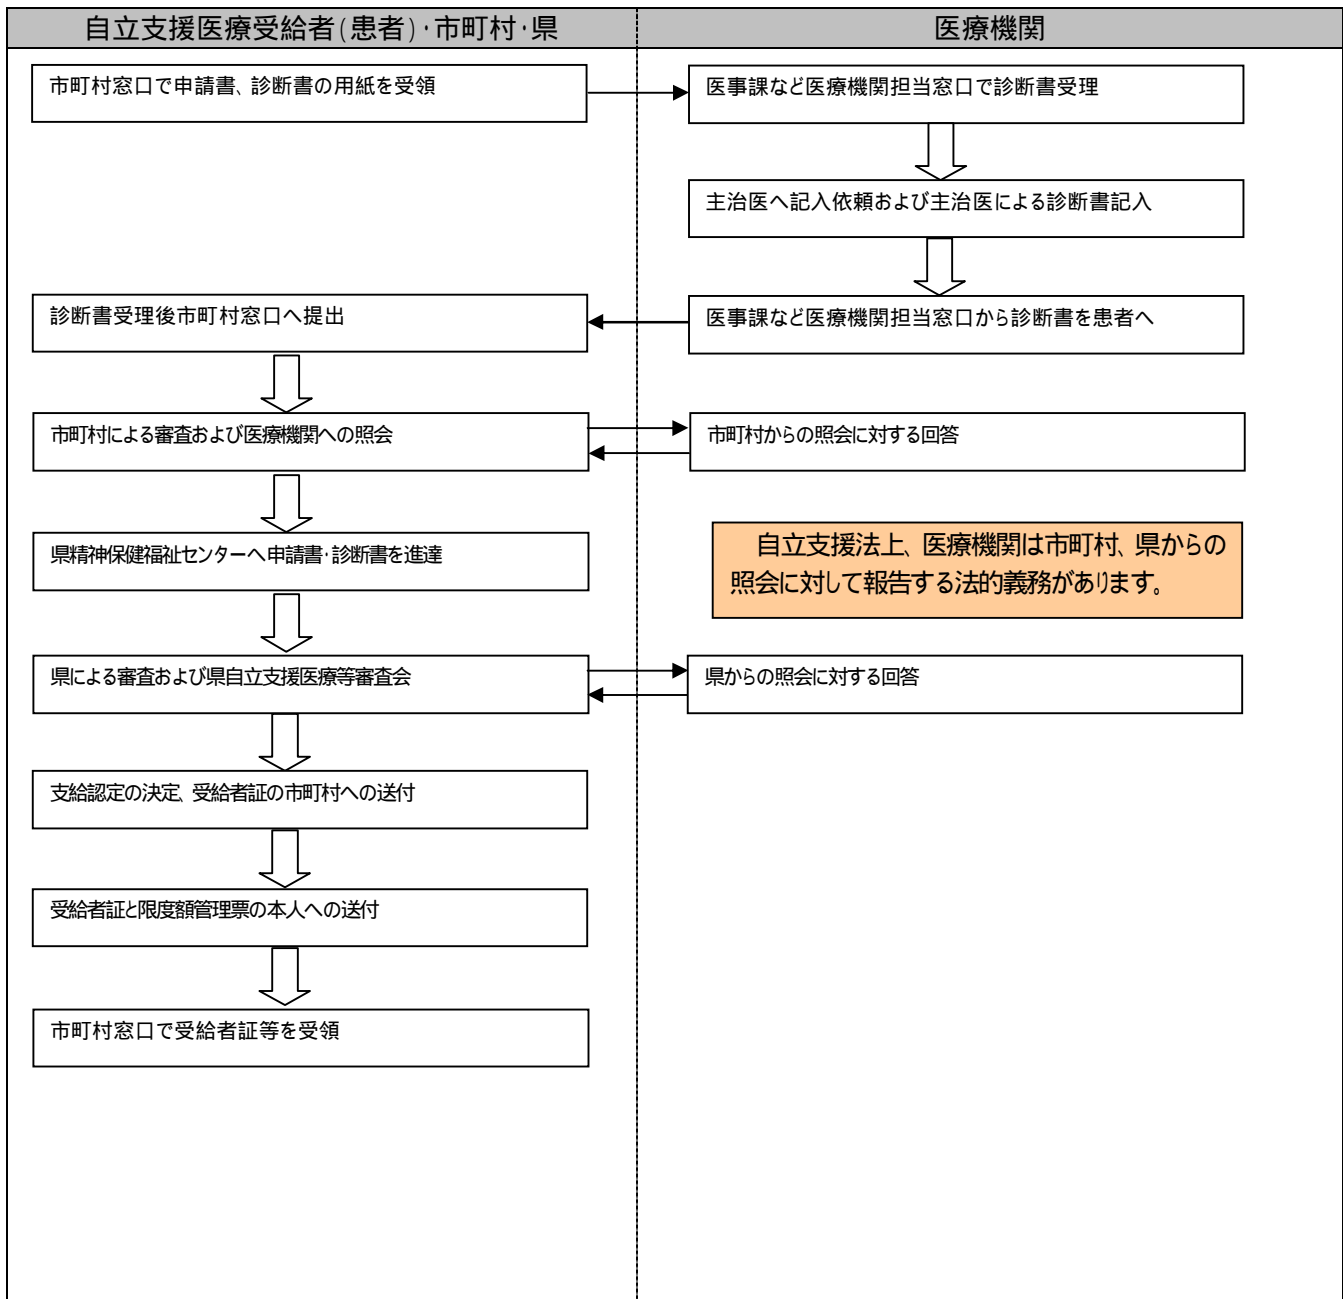 自立支援医療受給者(患者)･市町村･県
医療機関
市町村窓口で申請書、診断書の用紙を受領
医事課など医療機関担当窓口で診断書受理
主治医へ記入依頼および主治医による診断書記入
診断書受理後市町村窓口へ提出
医事課など医療機関担当窓口から診断書を患者へ
市町村による審査および医療機関への照会
市町村からの照会に対する回答
県精神保健福祉センターへ申請書･診断書を進達
自立支援法上、医療機関は市町村、県からの
照会に対して報告する法的義務があります。
県による審査および県自立支援医療等審査会
県からの照会に対する回答
支給認定の決定、受給者証の市町村への送付
受給者証と限度額管理票の本人への送付
市町村窓口で受給者証等を受領